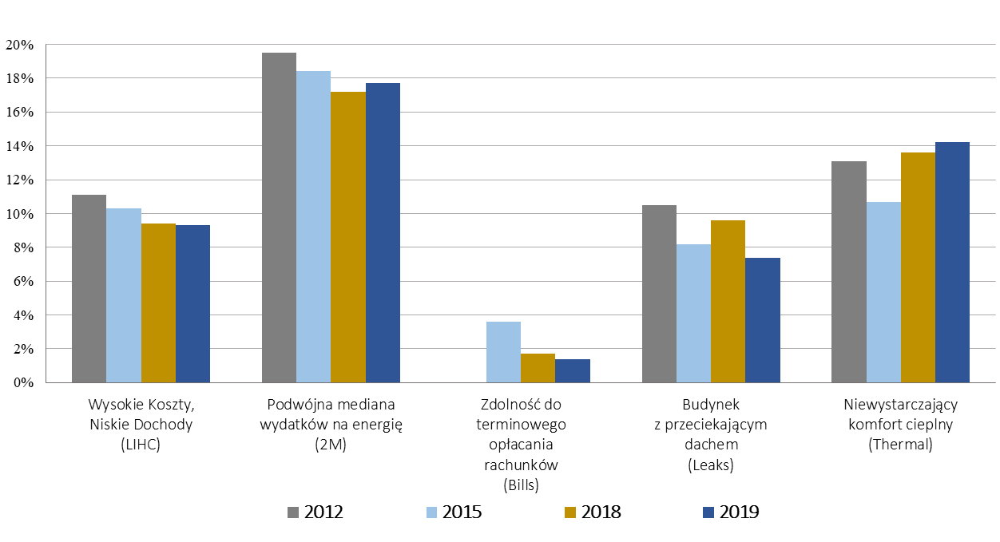 20%
18%
16%
14%
12%
10%
8%
6%
4%
2%
0%
Wysokie Koszty,
Niskie Dochody
(LIHC)
Podwójna mediana
wydatków na energię
(2M)
Zdolność do
terminowego
opłacania
rachunków
(Bills)
Budynek
z przeciekającym
dachem
(Leaks)
Niewystarczający
komfort cieplny
(Thermal)
2012 2015 2018 2019